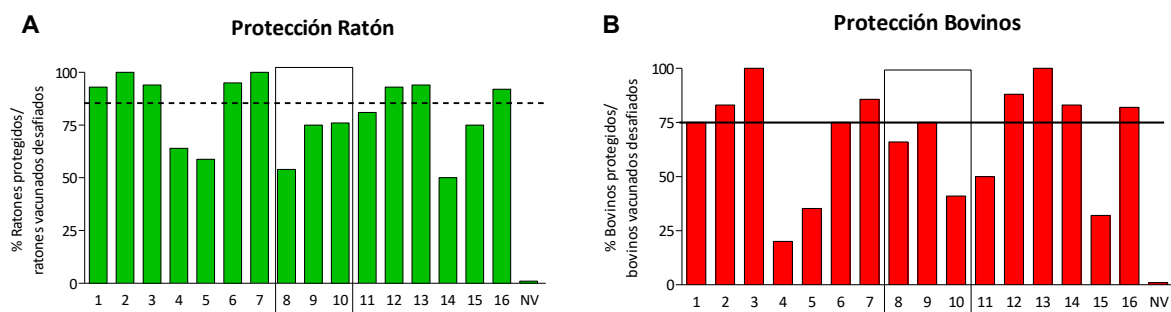 A
Protección Ratón
% Ratones protegidos/
ratones vacunados desafiados
100
75
50
25
0
1 2 3 4 5 6 7 8 9 10 11 12 13 14 15 16 NV
B
Protección Bovinos
% Bovinos protegidos/
bovinos vacunados desafiados
100
75
50
25
0
1 2 3 4 5 6 7 8 9 10 11 12 13 14 15 16 NV